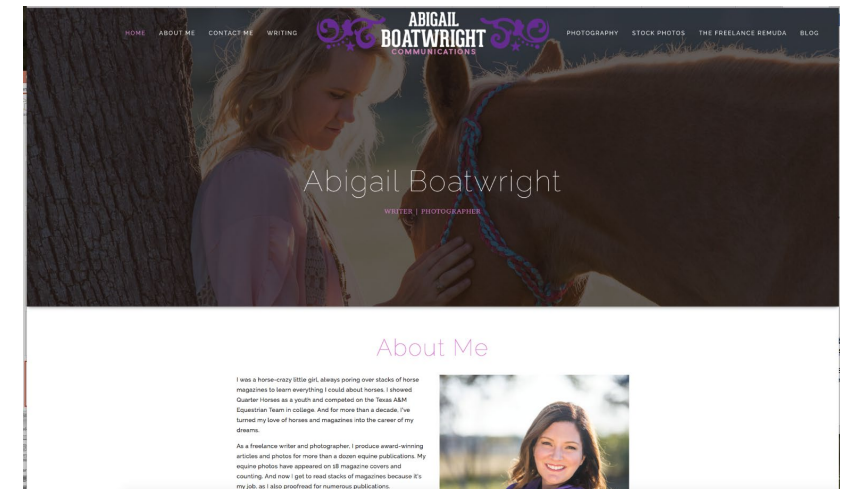 HOME ABOUT ME CONTACT ME WRITING
ABIGAIL
BOATWRIGHT
COMMUNICATIONS
PHOTOGRAPHY STOCK PHOTOS THE FREELANCE REMUDA BLOG
Abigail Boatwright
WRITER | PHOTOGRAPHER
About Me
I was a horse-crazy little girl, always poring over stacks of horse
magazines to learn everything I could about horses. I showed
Quarter Horses as a youth and competed on the Texas A&M
Equestrian Team in college. And for more than a decade, I've
turned my love of horses and magazines into the career of my
dreams.
As a freelance writer and photographer, I produce award-winning
articles and photos for more than a dozen equine publications. My
equine photos have appeared on 18 magazine covers and
counting. And now I get to read stacks of magazines because it's
my job, as I also proofread for numerous publications.